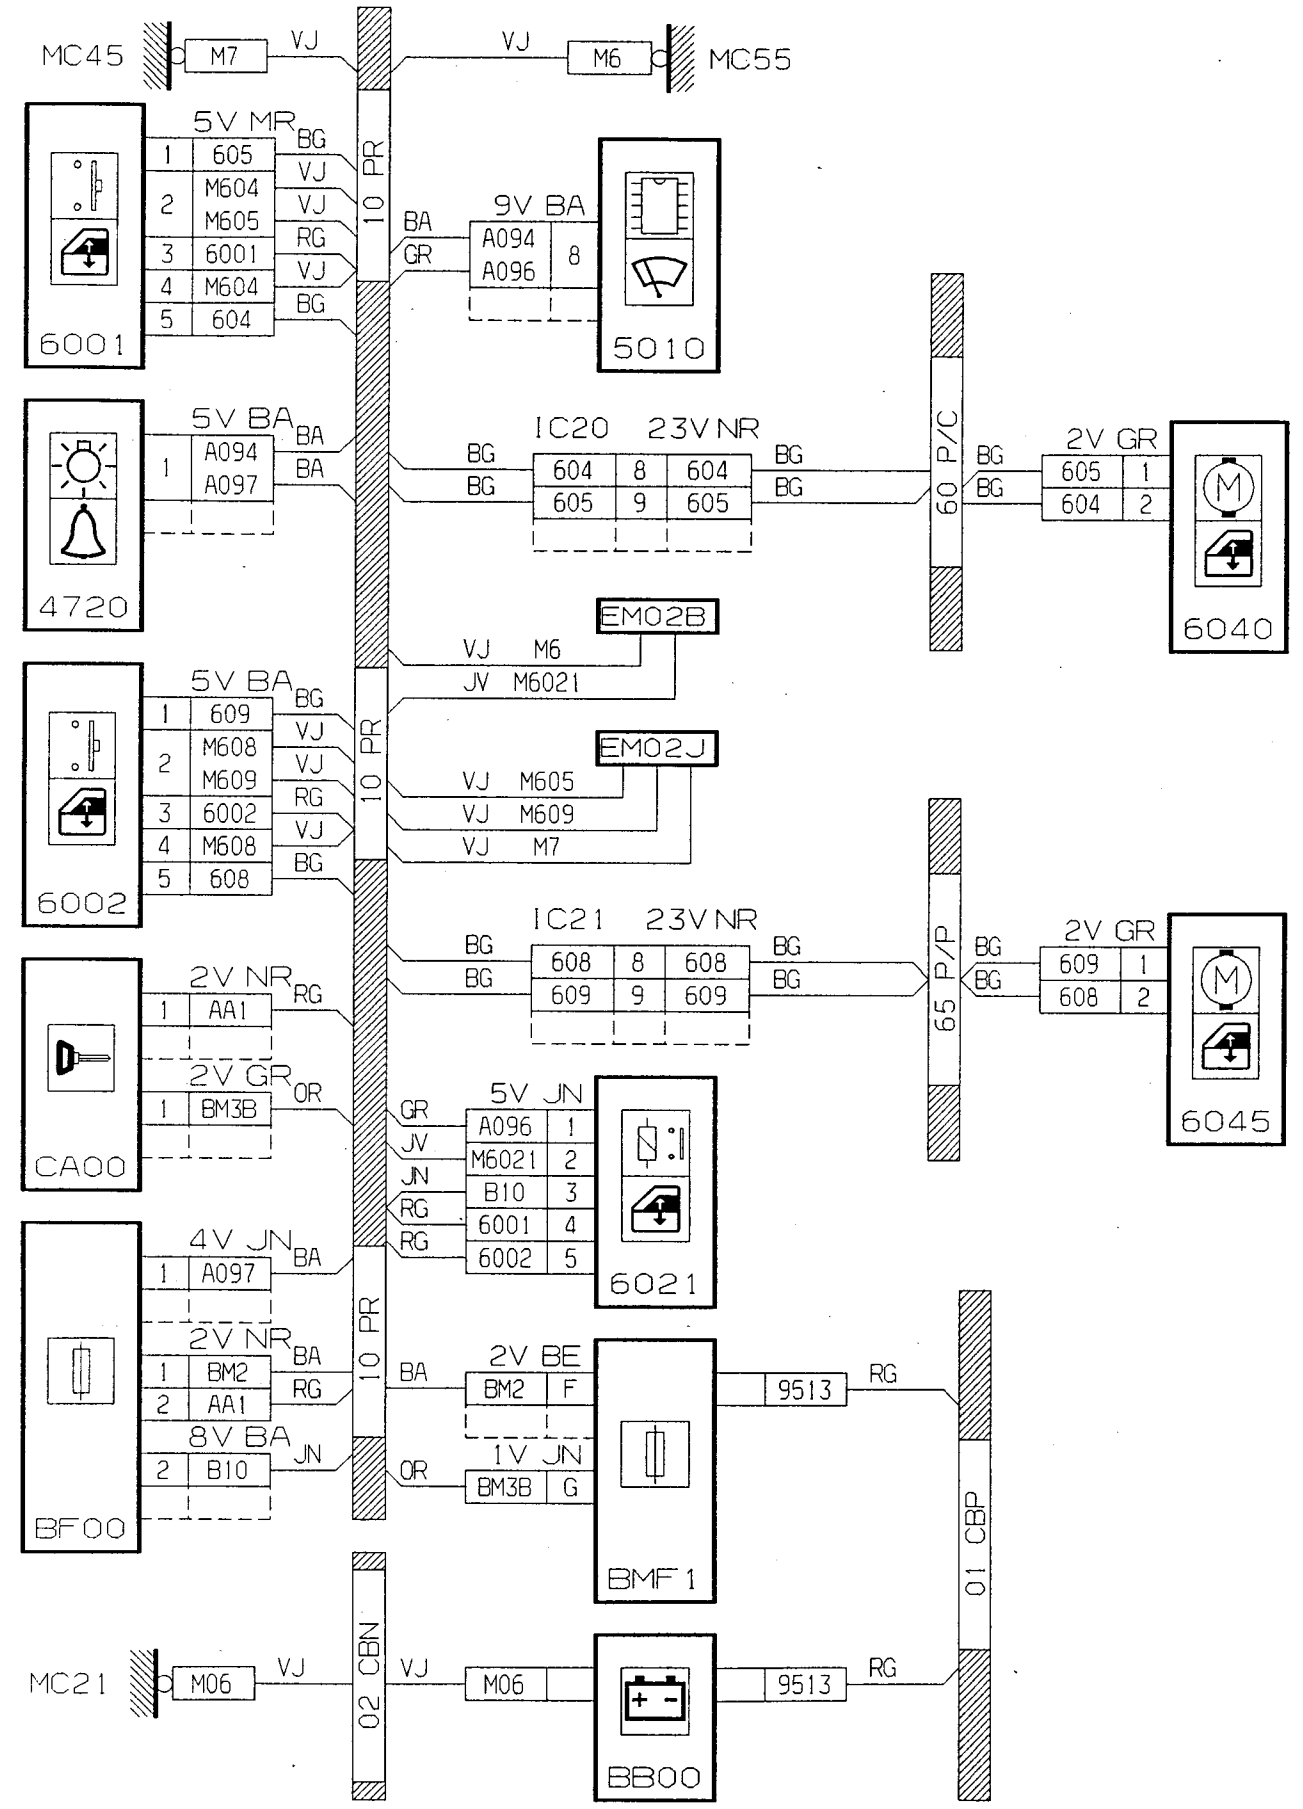 MC45 M7 VJ
VJ M6 MC55
6001
5V MR
1 605 BG
2 M604 VJ
M605 VJ
3 6001 RG
4 M604 VJ
5 604 BG
10 PR
9V BA
BA A094 8
GR A096
5010
4720
5V BA
1 A094 BA
A097 BA
IC20 23V NR
BG 604 8 604 BG
BG 605 9 605 BG
60 P/C
2V GR
BG 605 1
BG 604 2
M
6040
EM02B
VJ M6
JV M6021
6002
5V BA
1 609 BG
2 M608 VJ
M609 VJ
3 6002 RG
4 M608 VJ
5 608 BG
10 PR
EM02J
VJ M605
VJ M609
VJ M7
IC21 23V NR
BG 608 8 608 BG
BG 609 9 609 BG
65 P/P
2V GR
BG 609 1
BG 608 2
M
6045
CA00
2V NR
1 AA1 RG
2V GR
1 BM3B OR
5V JN
GR A096 1
JV M6021 2
JN B10 3
RG 6001 4
RG 6002 5
6021
BF00
4V JN
1 A097 BA
2V NR
1 BM2 BA
2 AA1 RG
8V BA
2 B10 JN
10 PR
2V BE
BA BM2 F
1V JN
OR BM3B G
BMF1
9513 RG
01 CBP
MC21 M06 VJ
02 CBN
VJ M06
+ -
BB00
9513 RG